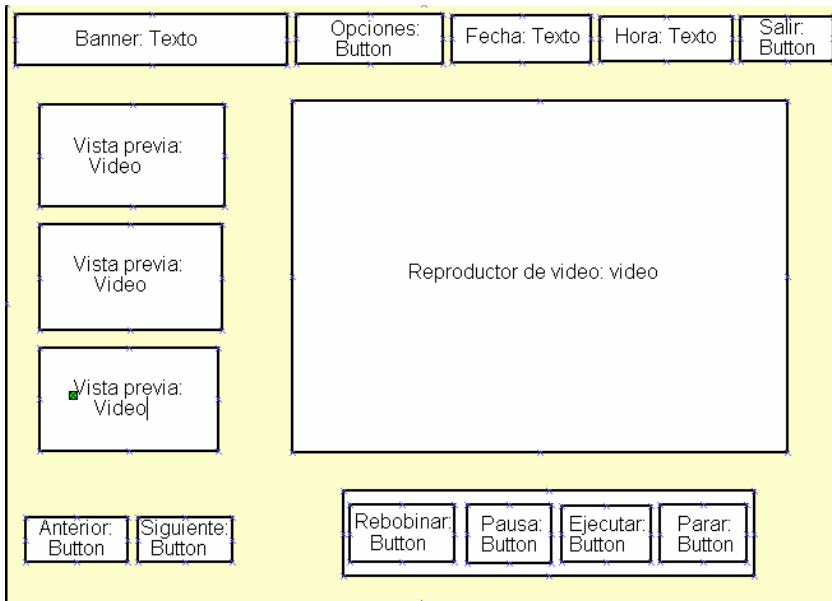 Banner: Texto
Opciones:
Button
Fecha: Texto
Hora: Texto
Salir:
Button
Vista previa:
Video
Vista previa:
Video
Vista previa:
Video
Reproductor de video: video
Anterior:
Button
Siguiente:
Button
Rebobinar:
Button
Pausa:
Button
Ejecutar:
Button
Parar:
Button